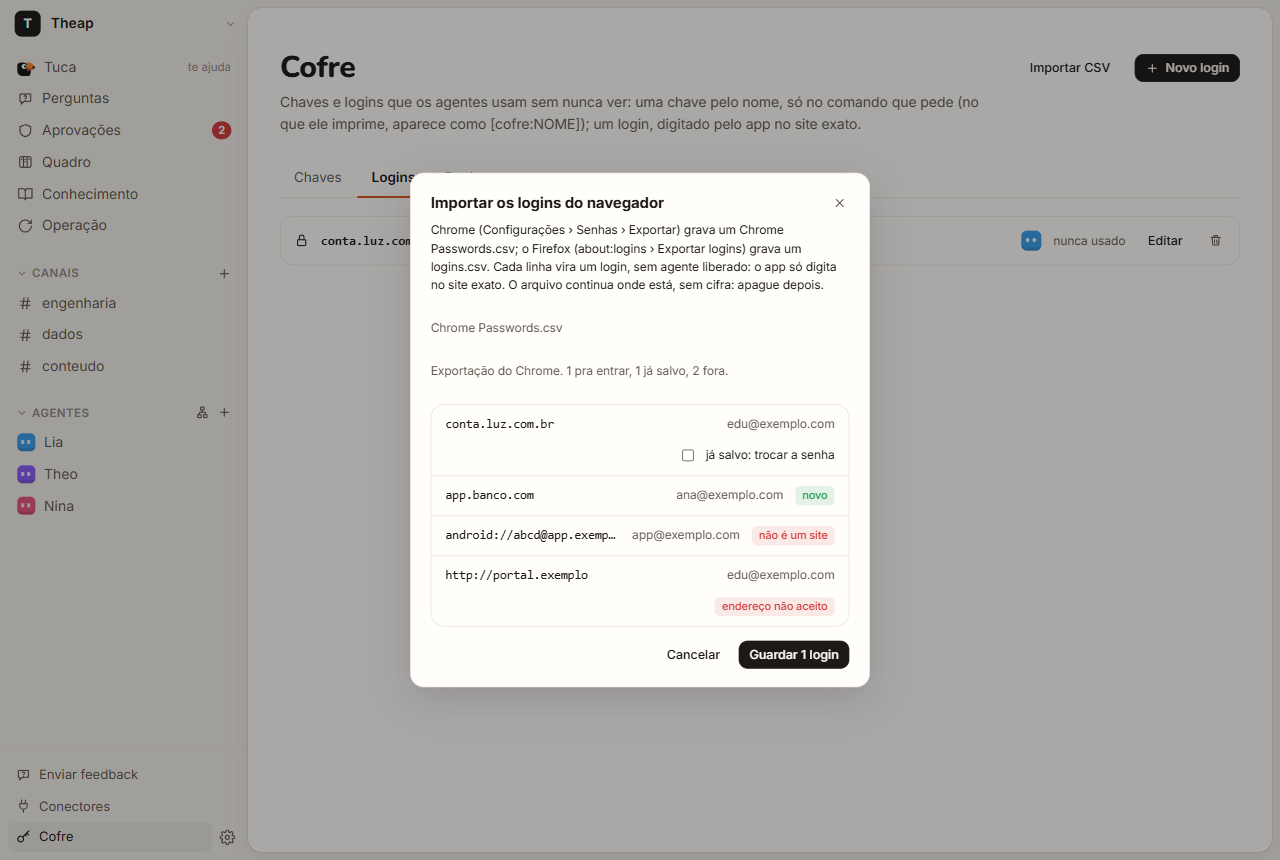 T Theap
Tuca te ajuda
Perguntas
Aprovações 2
Quadro
Conhecimento
Operação
CANAIS
engenharia
dados
conteudo
AGENTES
Lia
Theo
Nina
Enviar feedback
Conectores
Cofre
Cofre
Importar CSV
+ Novo login
Chaves e logins que os agentes usam sem nunca ver: uma chave pelo nome, só no comando que pede (no
que ele imprime, aparece como [cofre:NOME]); um login, digitado pelo app no site exato.
Chaves
Logins
conta.luz.com
nunca usado
Editar
Importar os logins do navegador
Chrome (Configurações › Senhas › Exportar) grava um Chrome
Passwords.csv; o Firefox (about:logins › Exportar logins) grava um
logins.csv. Cada linha vira um login, sem agente liberado: o app só digita
no site exato. O arquivo continua onde está, sem cifra: apague depois.
Chrome Passwords.csv
Exportação do Chrome. 1 pra entrar, 1 já salvo, 2 fora.
conta.luz.com.br edu@exemplo.com
já salvo: trocar a senha
app.banco.com ana@exemplo.com novo
android://abcd@app.exemp… app@exemplo.com não é um site
http://portal.exemplo edu@exemplo.com
endereço não aceito
Cancelar
Guardar 1 login